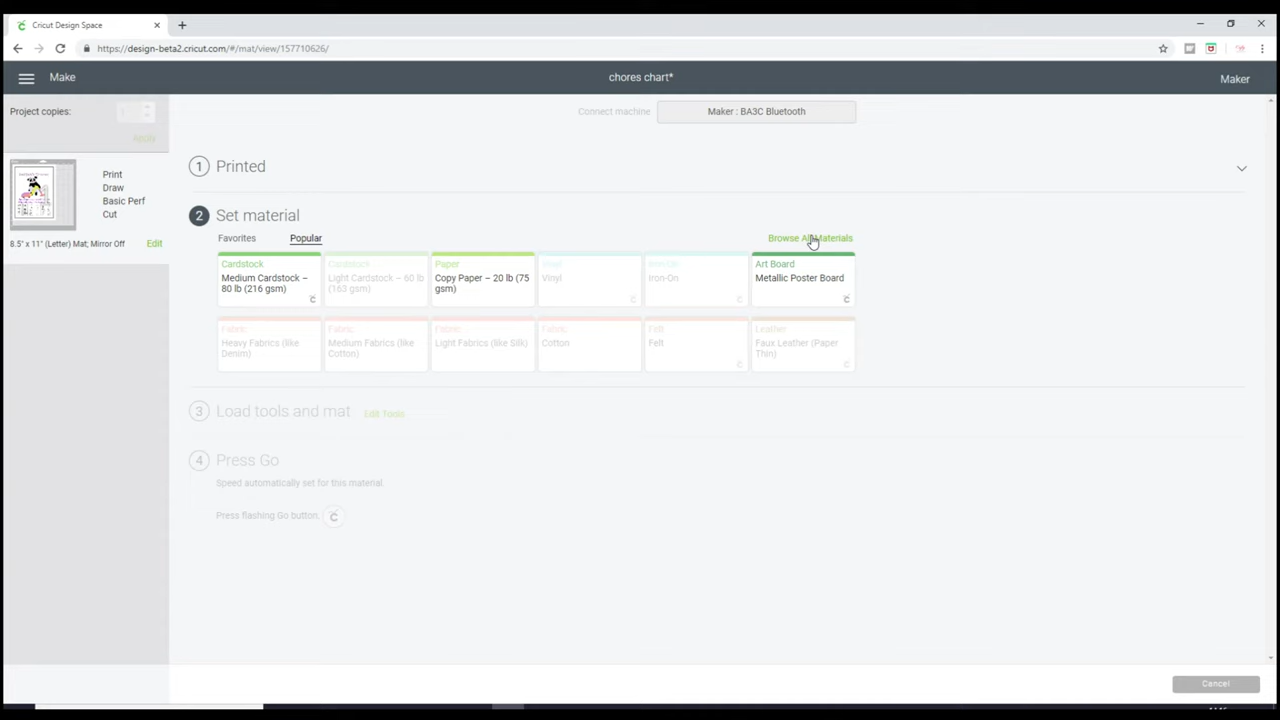 Cricut Design Space
https://design-beta2.cricut.com/#/mat/view/157710626/
Make
chores chart*
Maker
Project copies:
1
Apply
Connect machine
Maker : BA3C Bluetooth
1 Printed
Print
Draw
Basic Perf
Cut
8.5" x 11" (Letter) Mat; Mirror Off
Edit
2 Set material
Favorites
Popular
Browse All Materials
Cardstock
Medium Cardstock – 80 lb (216 gsm)
Cardstock
Light Cardstock – 60 lb (163 gsm)
Paper
Copy Paper – 20 lb (75 gsm)
Vinyl
Vinyl
Iron-On
Iron-On
Art Board
Metallic Poster Board
Fabric
Heavy Fabrics (like Denim)
Fabric
Medium Fabrics (like Cotton)
Fabric
Light Fabrics (like Silk)
Fabric
Cotton
Felt
Felt
Leather
Faux Leather (Paper Thin)
3 Load tools and mat
Edit Tools
4 Press Go
Speed automatically set for this material.
Press flashing Go button.
Cancel